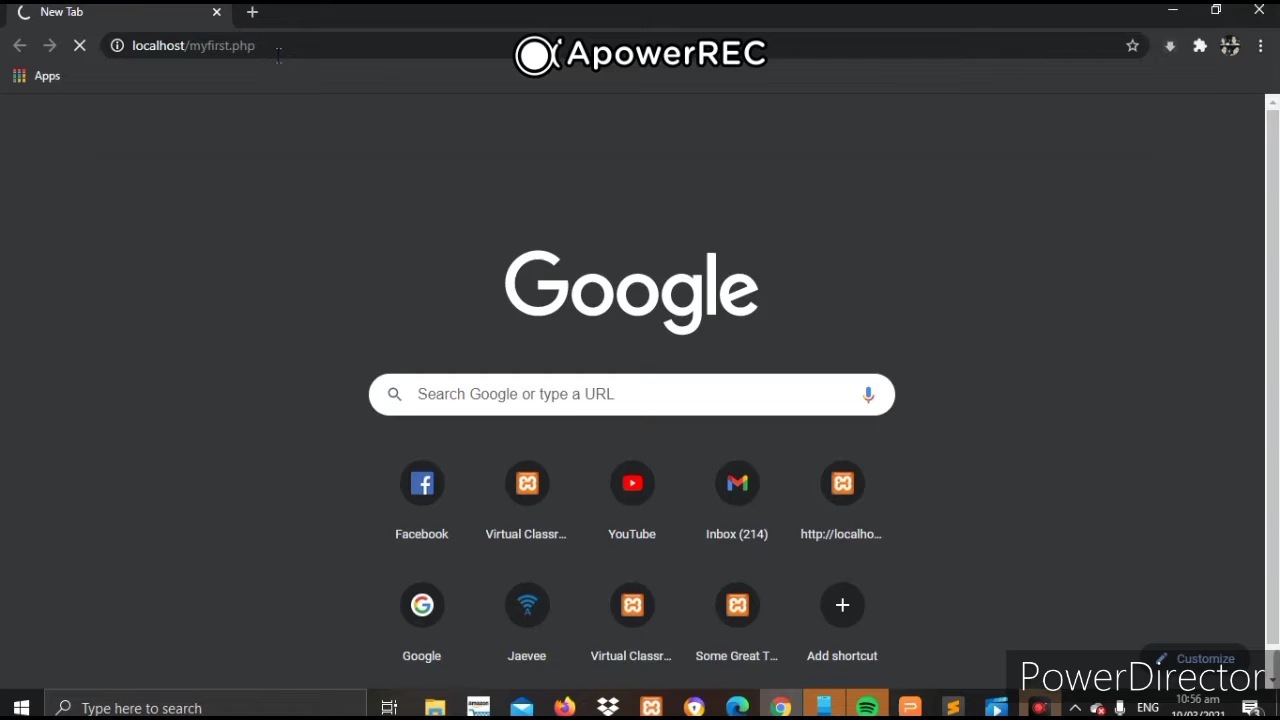 New Tab
localhost/myfirst.php
ApowerREC
Apps
Google
Search Google or type a URL
Facebook
Virtual Classr...
YouTube
Inbox (214)
http://localho...
Google
Jaevee
Virtual Classr...
Some Great T...
Add shortcut
Customize
PowerDirector
Type here to search
ENG
10:56 am